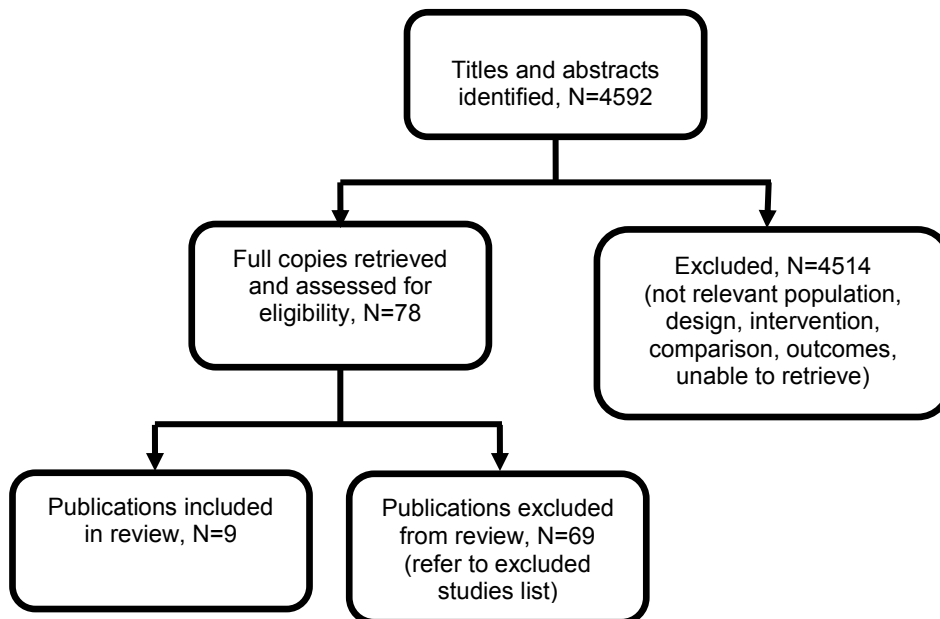 Titles and abstracts
identified, N=4592
Full copies retrieved
and assessed for
eligibility, N=78
Excluded, N=4514
(not relevant population,
design, intervention,
comparison, outcomes,
unable to retrieve)
Publications included
in review, N=9
Publications excluded
from review, N=69
(refer to excluded
studies list)